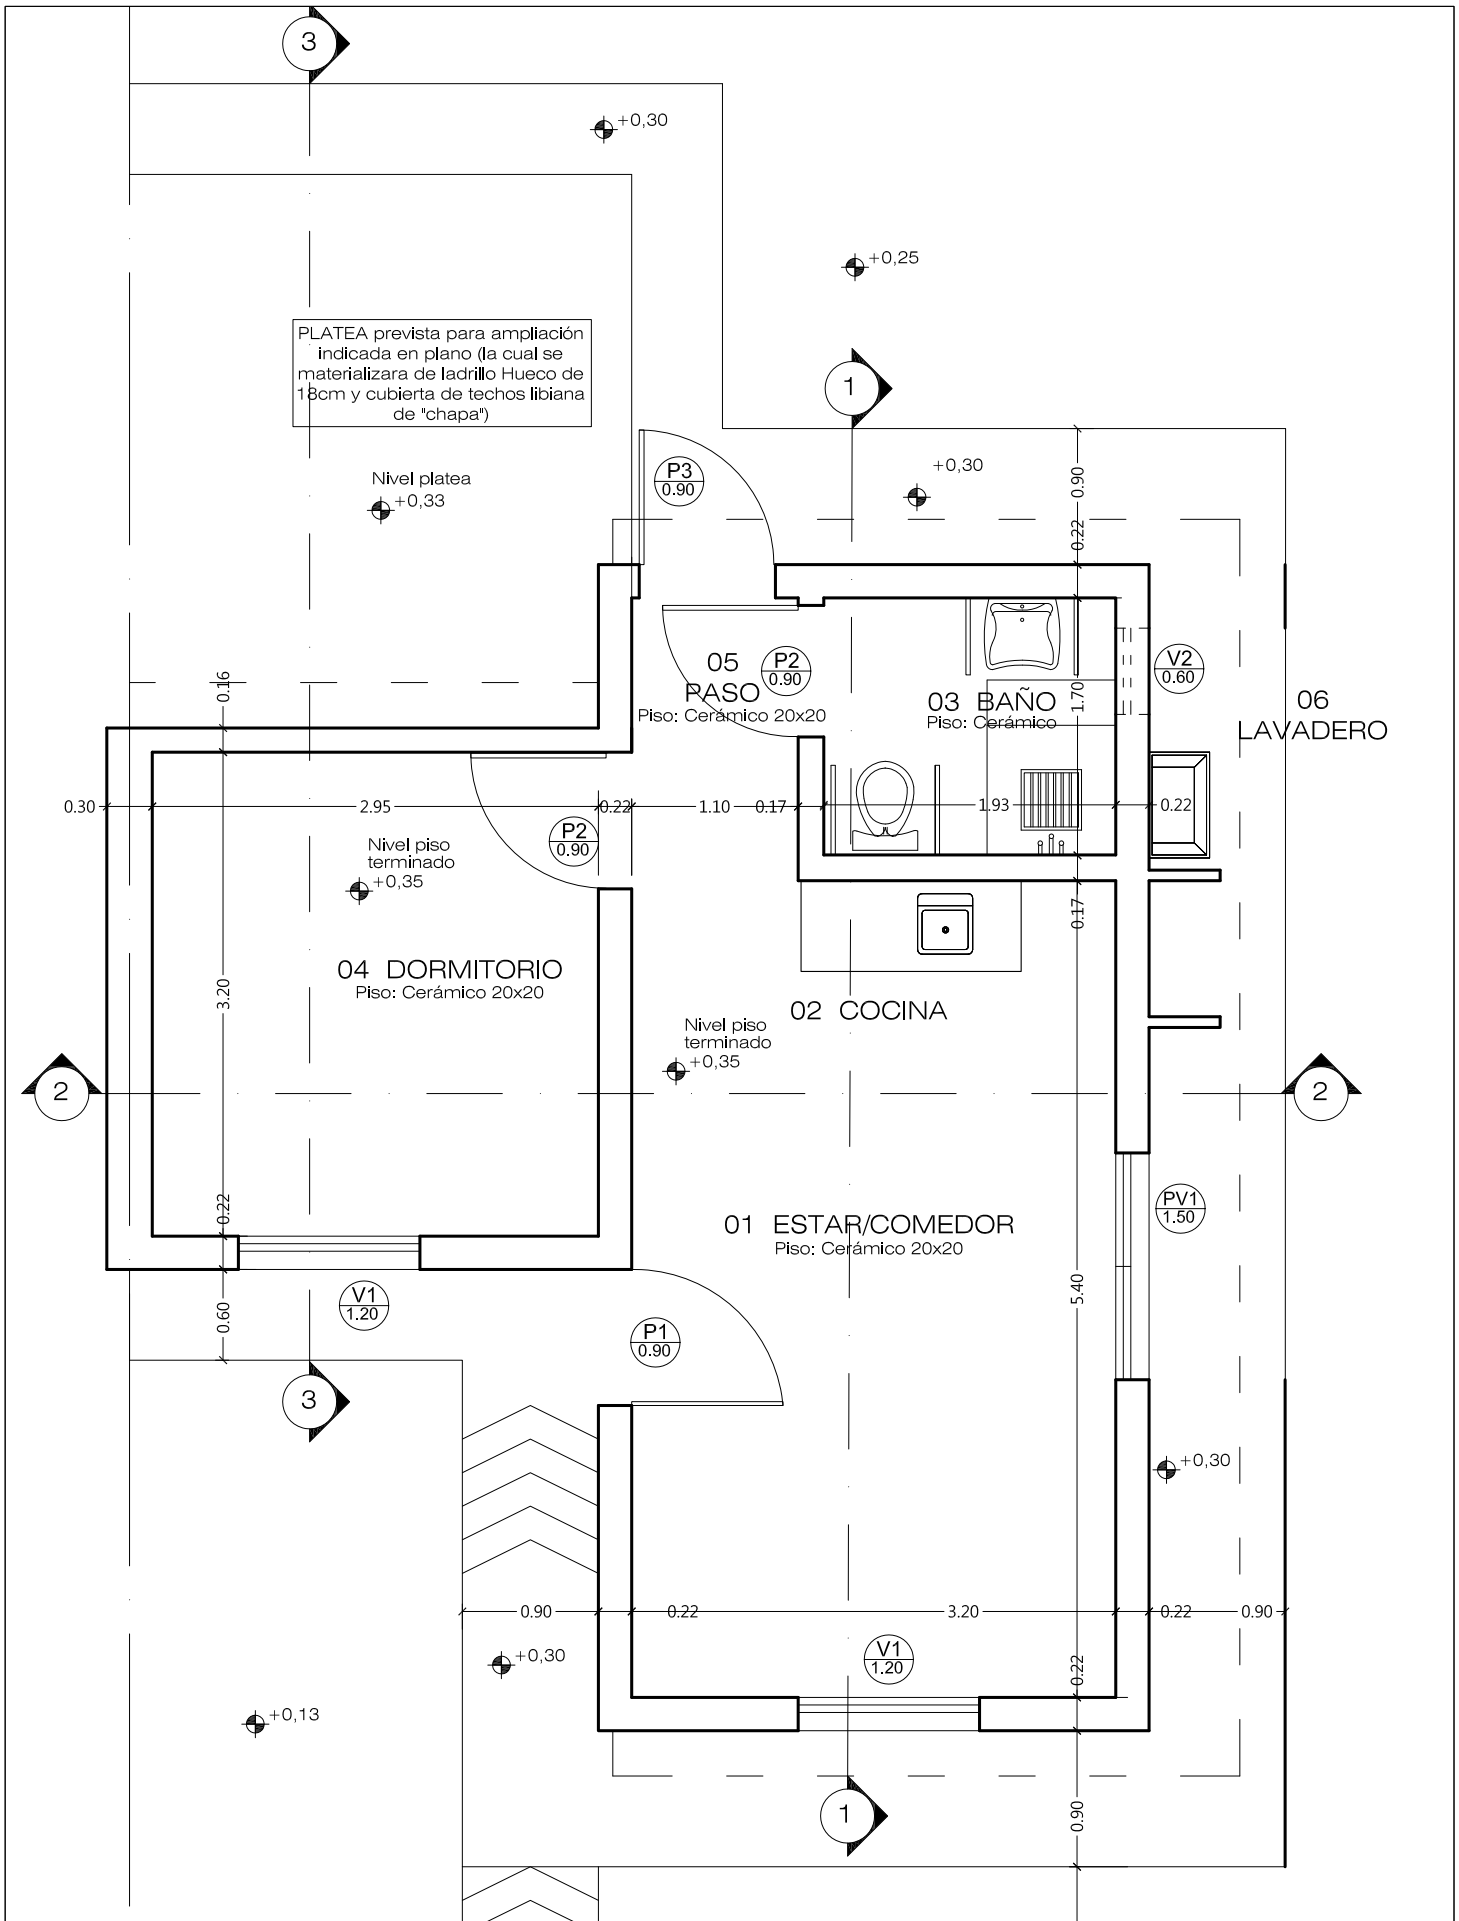 3
+0,30
+0,25
PLATEA prevista para ampliación
indicada en plano (la cual se
materializara de ladrillo Hueco de
18cm y cubierta de techos libiana
de "chapa")
1
Nivel platea
+0,33
P3
0.90
+0,30
0.90
0.22
0.16
05
PASO
Piso: Cerámico 20x20
P2
0.90
03 BAÑO
Piso: Cerámico
1.70
V2
0.60
06
LAVADERO
0.30
2.95
0.22
1.10
0.17
1.93
0.22
Nivel piso
terminado
+0,35
P2
0.90
0.17
04 DORMITORIO
Piso: Cerámico 20x20
3.20
02 COCINA
Nivel piso
terminado
+0,35
2
2
0.22
01 ESTAR/COMEDOR
Piso: Cerámico 20x20
PV1
1.50
5.40
V1
1.20
0.60
P1
0.90
3
+0,30
0.90
0.22
3.20
0.22
0.90
+0,30
V1
1.20
0.22
+0,13
1
0.90